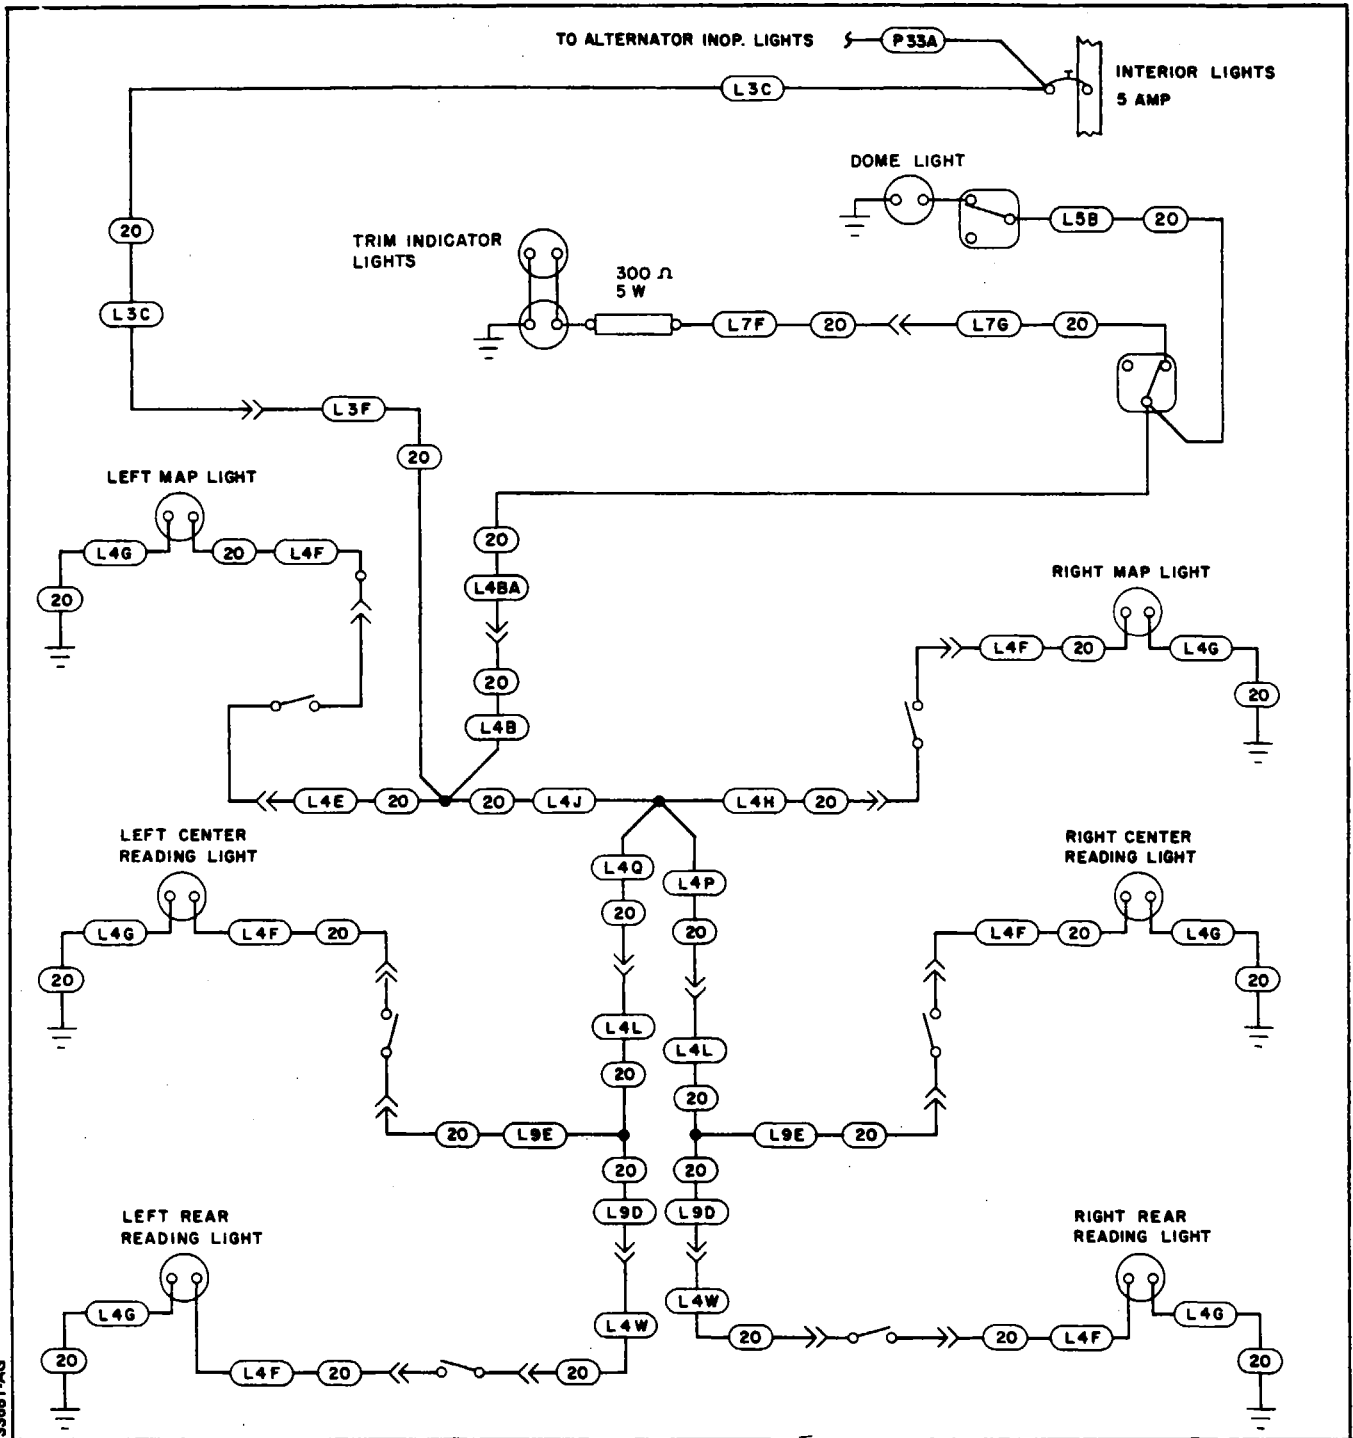 TO ALTERNATOR INOP. LIGHTS
P33A
INTERIOR LIGHTS
5 AMP
L3C
DOME LIGHT
L5B
20
20
TRIM INDICATOR
LIGHTS
300 Ω
5 W
L3C
L7F
20
L7G
20
L3F
20
LEFT MAP LIGHT
L4G
20
L4F
20
20
L4BA
RIGHT MAP LIGHT
L4F
20
L4G
20
20
L4B
L4E
20
20
L4J
L4H
20
LEFT CENTER
READING LIGHT
RIGHT CENTER
READING LIGHT
L4Q
L4P
20
20
L4G
L4F
20
L4F
20
L4G
20
20
L4L
L4L
20
20
20
L9E
L9E
20
20
20
L9D
L9D
LEFT REAR
READING LIGHT
RIGHT REAR
READING LIGHT
L4G
L4W
L4W
L4G
20
20
L4F
20
L4F
20
20
20